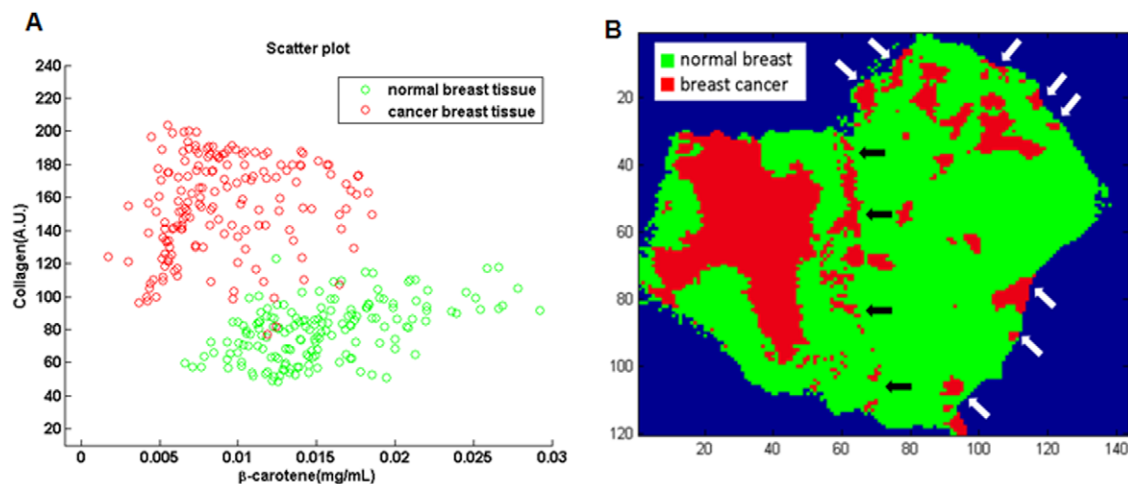 A
Scatter plot
240
220
200
180
160
140
120
100
80
60
40
20
Collagen(A.U.)
normal breast tissue
cancer breast tissue
0 0.005 0.01 0.015 0.02 0.025 0.03
β-carotene(mg/mL)
B
normal breast
breast cancer
20
40
60
80
100
120
20 40 60 80 100 120 140